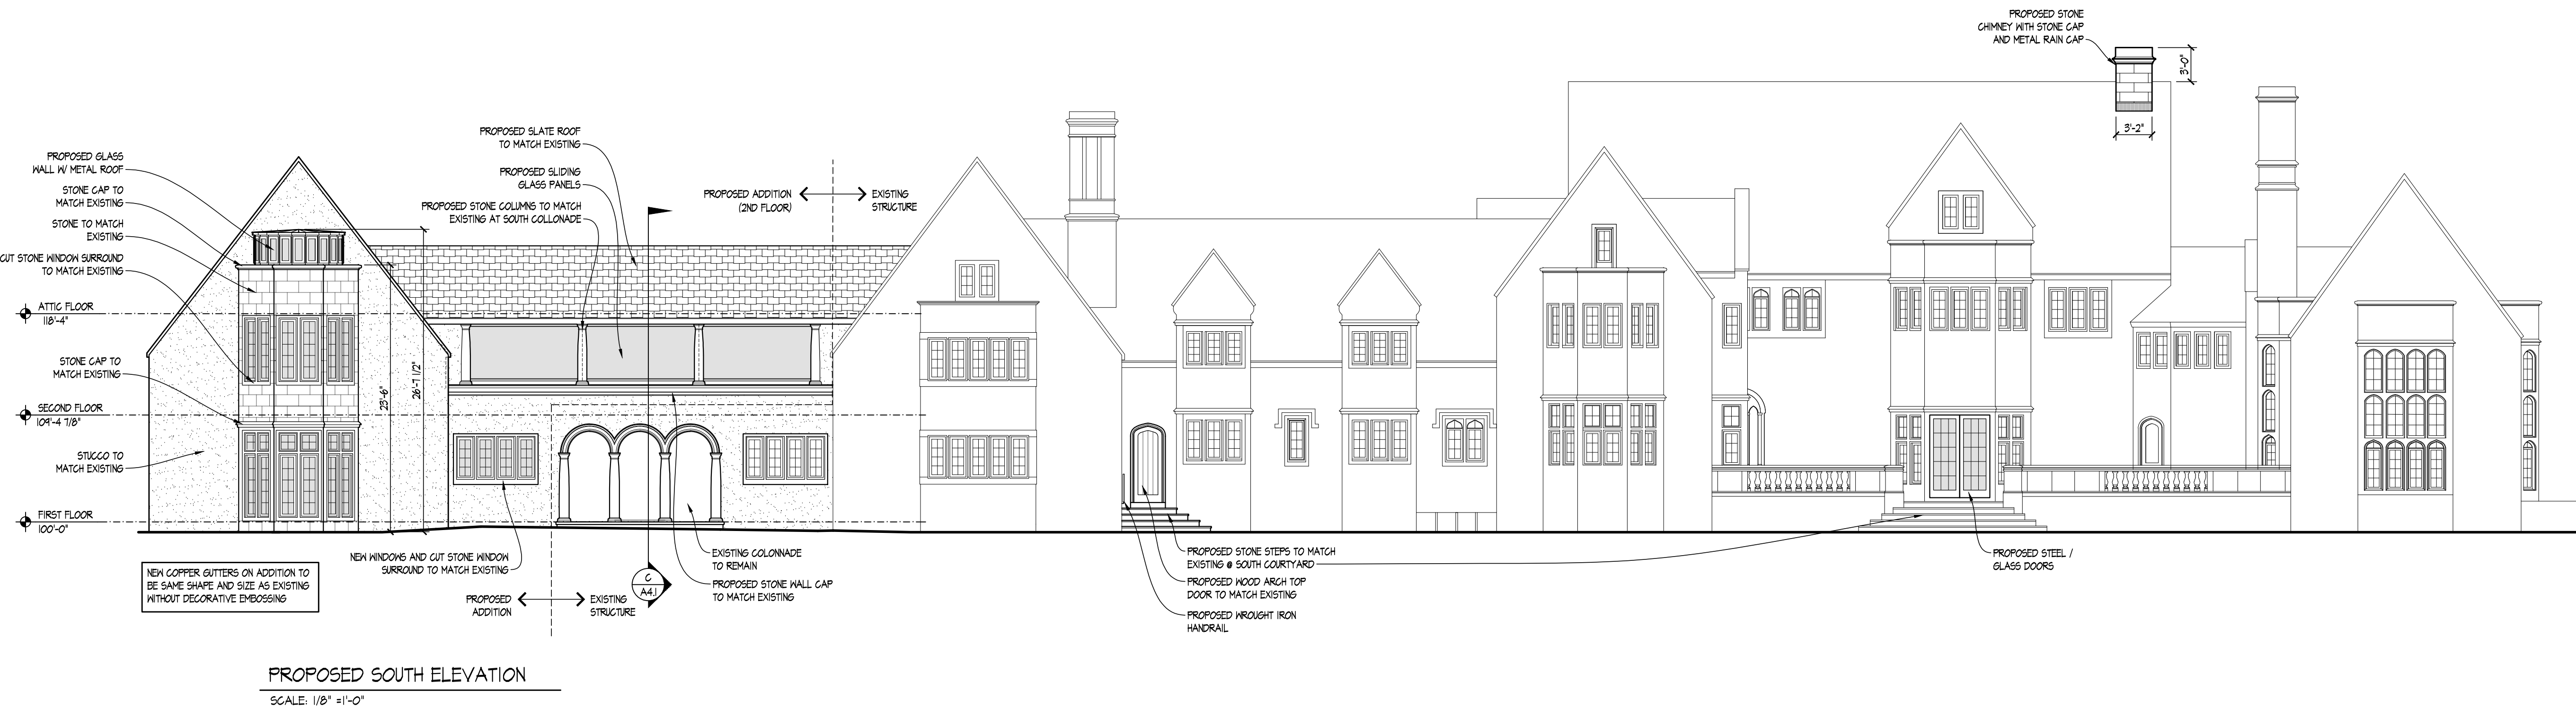 PROPOSED STONE
CHIMNEY WITH STONE CAP
AND METAL RAIN CAP
3'-0"
3'-2"
PROPOSED SLATE ROOF
TO MATCH EXISTING
PROPOSED GLASS
WALL W/ METAL ROOF
PROPOSED SLIDING
GLASS PANELS
STONE CAP TO
MATCH EXISTING
PROPOSED ADDITION
(2ND FLOOR)
EXISTING
STRUCTURE
PROPOSED STONE COLUMNS TO MATCH
EXISTING AT SOUTH COLLONADE
STONE TO MATCH
EXISTING
CUT STONE WINDOW SURROUND
TO MATCH EXISTING
ATTIC FLOOR
118'-4"
STONE CAP TO
MATCH EXISTING
23'-6"
26'-7 1/2"
SECOND FLOOR
109'-4 7/8"
STUCCO TO
MATCH EXISTING
FIRST FLOOR
100'-0"
NEW WINDOWS AND CUT STONE WINDOW
SURROUND TO MATCH EXISTING
EXISTING COLONNADE
TO REMAIN
PROPOSED STONE WALL CAP
TO MATCH EXISTING
PROPOSED STONE STEPS TO MATCH
EXISTING @ SOUTH COURTYARD
PROPOSED WOOD ARCH TOP
DOOR TO MATCH EXISTING
PROPOSED WROUGHT IRON
HANDRAIL
PROPOSED STEEL /
GLASS DOORS
NEW COPPER GUTTERS ON ADDITION TO
BE SAME SHAPE AND SIZE AS EXISTING
WITHOUT DECORATIVE EMBOSSING
PROPOSED
ADDITION
EXISTING
STRUCTURE
C
A4.1
PROPOSED SOUTH ELEVATION
SCALE: 1/8" =1'-0"